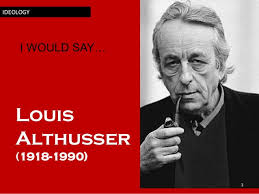 IDEOLOGY
I WOULD SAY...
LOUIS
ALTHUSSER
(1918-1990)
3